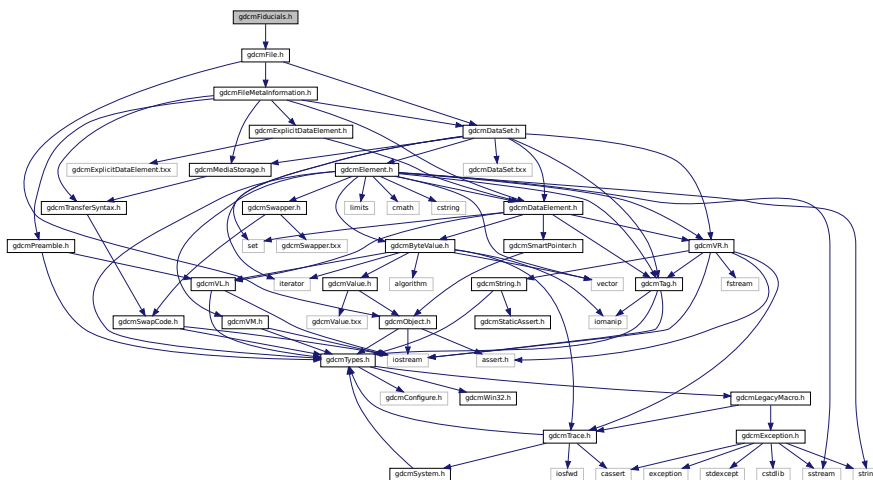 gdcmFiducials.h
gdcmFile.h
gdcmFileMetaInformation.h
gdcmExplicitDataElement.h
gdcmDataSet.h
gdcmExplicitDataElement.txx
gdcmMediaStorage.h
gdcmElement.h
gdcmDataSet.txx
gdcmTransferSyntax.h
gdcmSwapper.h
limits
cmath
cstring
gdcmDataElement.h
gdcmPreamble.h
set
gdcmSwapper.txx
gdcmByteValue.h
gdcmSmartPointer.h
gdcmVR.h
gdcmVL.h
iterator
gdcmValue.h
algorithm
gdcmString.h
vector
gdcmTag.h
fstream
gdcmSwapCode.h
gdcmVM.h
gdcmValue.txx
gdcmObject.h
gdcmStaticAssert.h
iomanip
gdcmTypes.h
iostream
assert.h
gdcmConfigure.h
gdcmWin32.h
gdcmLegacyMacro.h
gdcmTrace.h
gdcmException.h
gdcmSystem.h
iosfwd
cassert
exception
stdexcept
cstdlib
sstream